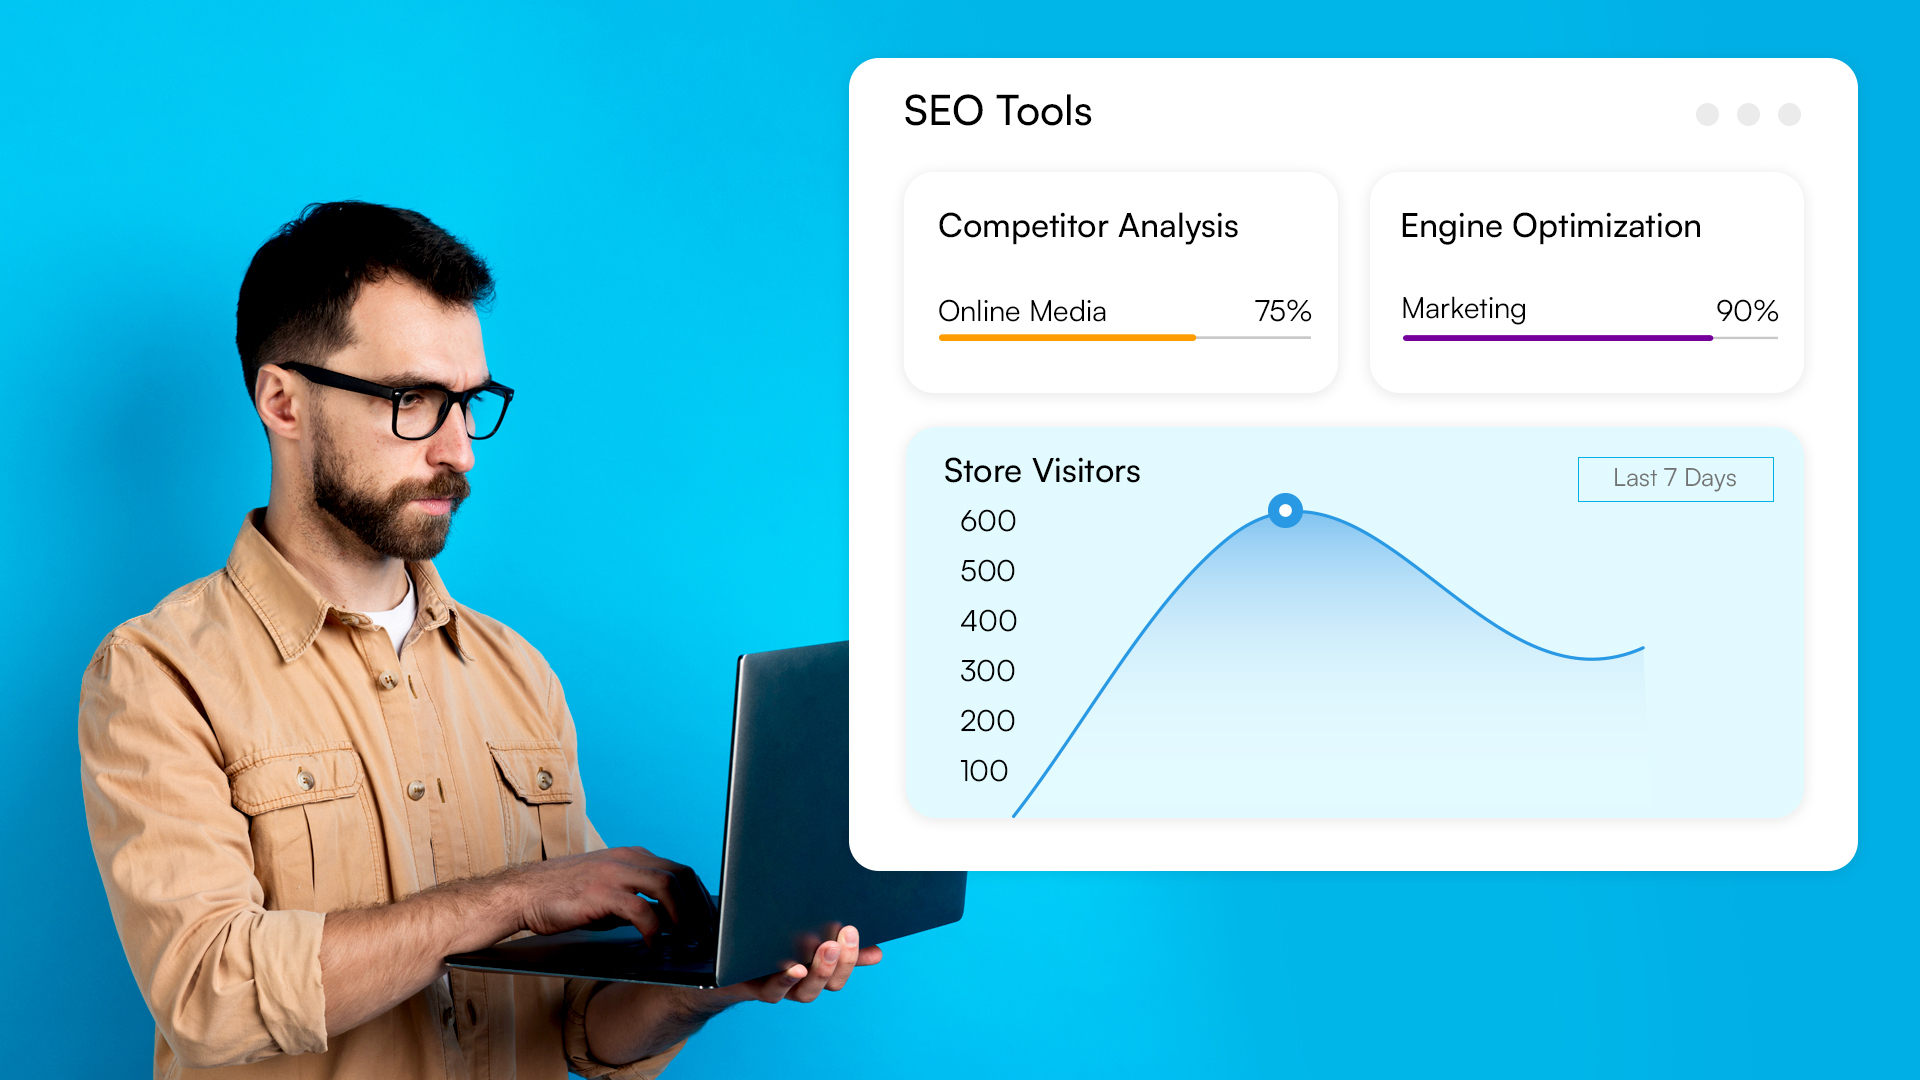 SEO Tools
Competitor Analysis
Online Media 75%
Engine Optimization
Marketing 90%
Store Visitors
Last 7 Days
600
500
400
300
200
100